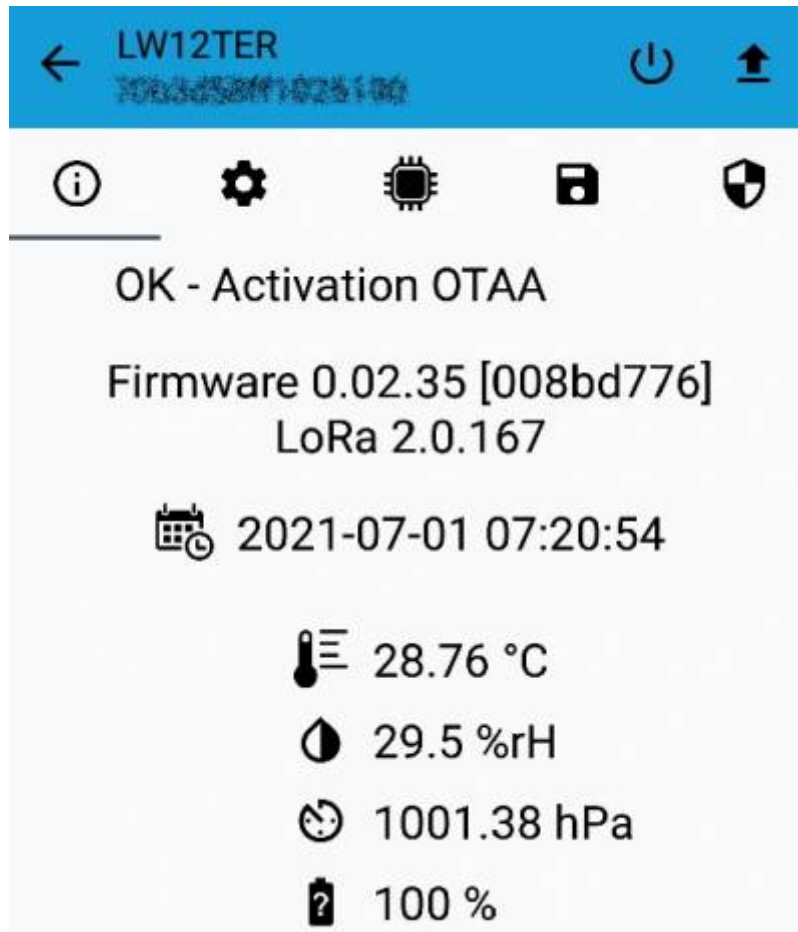 LW12TER
OK - Activation OTAA
Firmware 0.02.35 [008bd776]
LoRa 2.0.167
2021-07-01 07:20:54
28.76 °C
29.5 %rH
1001.38 hPa
100 %